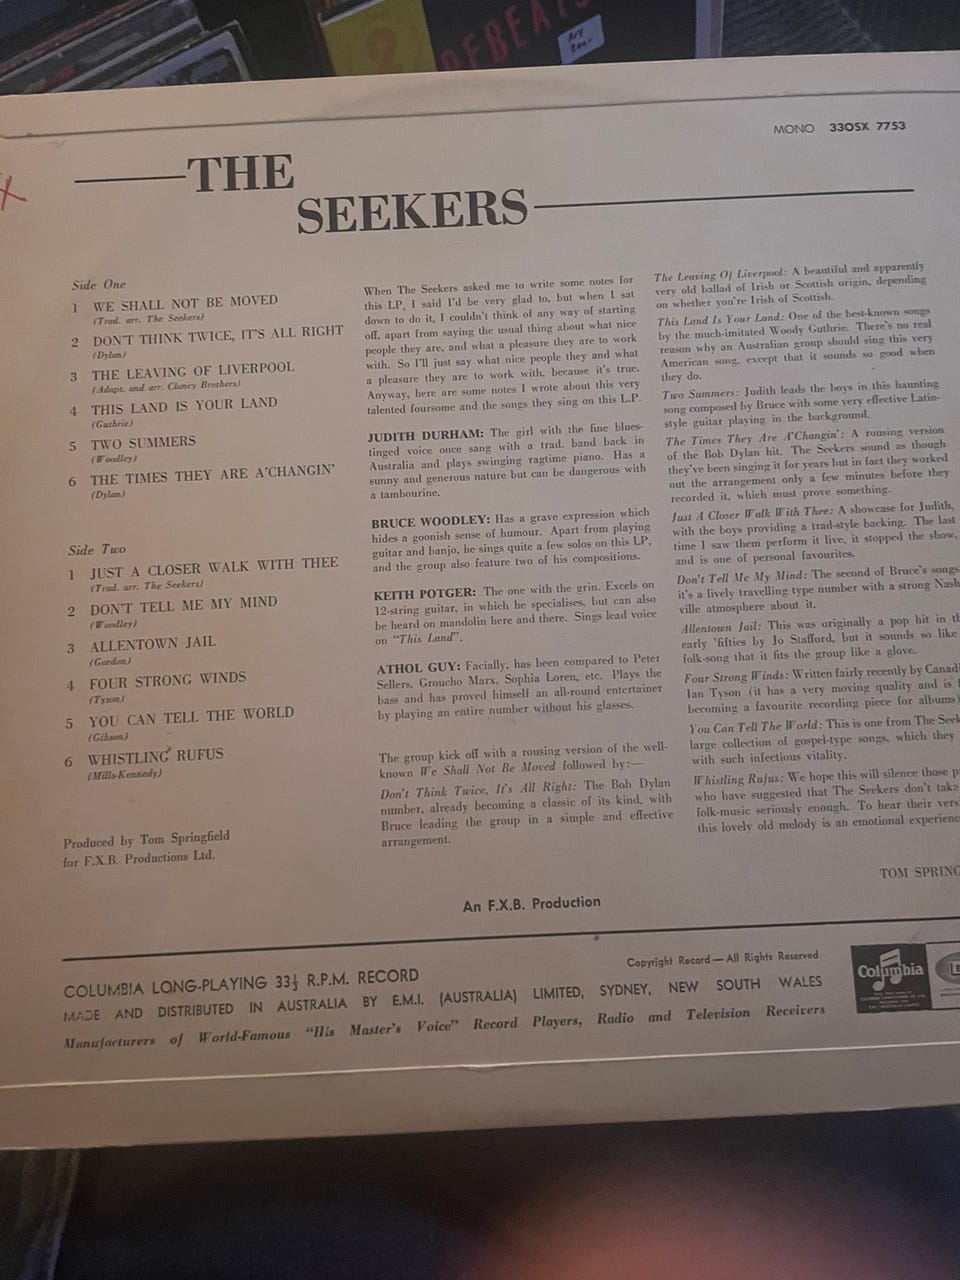 REBEATS
MONO 33OSX 7753
THE
SEEKERS
Side One
1 WE SHALL NOT BE MOVED
(Trad. arr. The Seekers)
2 DON'T THINK TWICE, IT'S ALL RIGHT
(Dylan)
3 THE LEAVING OF LIVERPOOL
(Adapt. and arr. Clancy Brothers)
4 THIS LAND IS YOUR LAND
(Guthrie)
5 TWO SUMMERS
(Woodley)
6 THE TIMES THEY ARE A'CHANGIN'
(Dylan)
Side Two
1 JUST A CLOSER WALK WITH THEE
(Trad. arr. The Seekers)
2 DON'T TELL ME MY MIND
(Woodley)
3 ALLENTOWN JAIL
(Gordon)
4 FOUR STRONG WINDS
(Tyson)
5 YOU CAN TELL THE WORLD
(Gibson)
6 WHISTLING RUFUS
(Mills-Kennedy)
Produced by Tom Springfield
for F.X.B. Productions Ltd.
When The Seekers asked me to write some notes for
this LP, I said I'd be very glad to, but when I sat
down to do it, I couldn't think of any way of starting
off, apart from saying the usual thing about what nice
people they are, and what a pleasure they are to work
with. So I'll just say what nice people they and what
a pleasure they are to work with, because it's true.
Anyway, here are some notes I wrote about this very
talented foursome and the songs they sing on this L.P.
JUDITH DURHAM: The girl with the fine blues-
tinged voice once sang with a trad. band back in
Australia and plays swinging ragtime piano. Has a
sunny and generous nature but can be dangerous with
a tambourine.
BRUCE WOODLEY: Has a grave expression which
hides a goonish sense of humour. Apart from playing
guitar and banjo, he sings quite a few solos on this LP,
and the group also feature two of his compositions.
KEITH POTGER: The one with the grin. Excels on
12-string guitar, in which he specialises, but can also
be heard on mandolin here and there. Sings lead voice
on "This Land".
ATHOL GUY: Facially, has been compared to Peter
Sellers, Groucho Marx, Sophia Loren, etc. Plays the
bass and has proved himself an all-round entertainer
by playing an entire number without his glasses.
The group kick off with a rousing version of the well-
known We Shall Not Be Moved followed by:—
Don't Think Twice, It's All Right: The Bob Dylan
number, already becoming a classic of its kind, with
Bruce leading the group in a simple and effective
arrangement.
The Leaving Of Liverpool: A beautiful and apparently
very old ballad of Irish or Scottish origin, depending
on whether you're Irish of Scottish.
This Land Is Your Land: One of the best-known songs
by the much-imitated Woody Guthrie. There's no real
reason why an Australian group should sing this very
American song, except that it sounds so good when
they do.
Two Summers: Judith leads the boys in this haunting
song composed by Bruce with some very effective Latin-
style guitar playing in the background.
The Times They Are A'Changin': A rousing version
of the Bob Dylan hit. The Seekers sound as though
they've been singing it for years but in fact they worked
out the arrangement only a few minutes before they
recorded it, which must prove something.
Just A Closer Walk With Thee: A showcase for Judith,
with the boys providing a trad-style backing. The last
time I saw them perform it live, it stopped the show,
and is one of personal favourites.
Don't Tell Me My Mind: The second of Bruce's songs,
it's a lively travelling type number with a strong Nash
ville atmosphere about it.
Allentown Jail: This was originally a pop hit in th
early 'fifties by Jo Stafford, but it sounds so like
folk-song that it fits the group like a glove.
Four Strong Winds: Written fairly recently by Canadi
Ian Tyson (it has a very moving quality and is
becoming a favourite recording piece for albums)
You Can Tell The World: This is one from The Seek
large collection of gospel-type songs, which they
with such infectious vitality.
Whistling Rufus: We hope this will silence those p
who have suggested that The Seekers don't take
folk-music seriously enough. To hear their vers
this lovely old melody is an emotional experienc
TOM SPRING
An F.X.B. Production
Copyright Record—All Rights Reserved
COLUMBIA LONG-PLAYING 33⅓ R.P.M. RECORD
MADE AND DISTRIBUTED IN AUSTRALIA BY E.M.I. (AUSTRALIA) LIMITED, SYDNEY, NEW SOUTH WALES
Manufacturers of World-Famous "His Master's Voice" Record Players, Radio and Television Receivers
Columbia